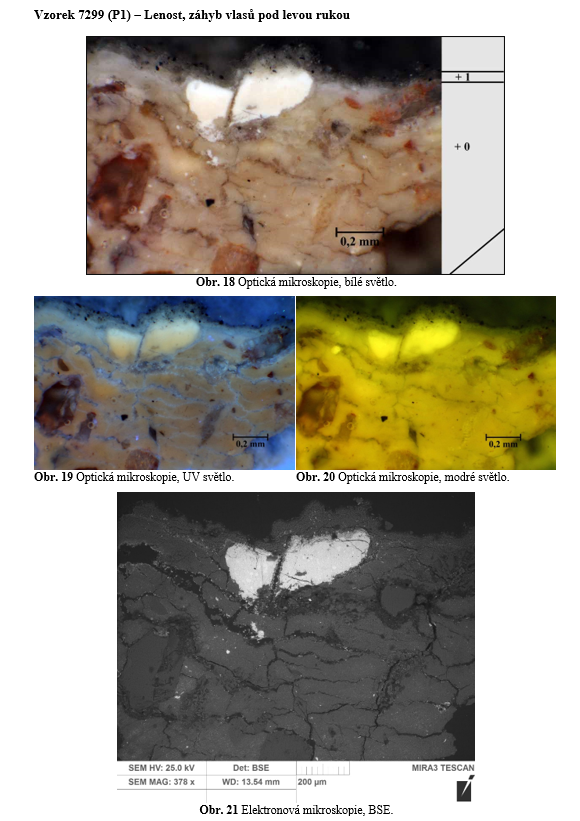 Vzorek 7299 (P1) – Lenost, záhyb vlasů pod levou rukou
+ 1
+ 0
0,2 mm
Obr. 18 Optická mikroskopie, bílé světlo.
0,2 mm
0,2 mm
Obr. 19 Optická mikroskopie, UV světlo.
Obr. 20 Optická mikroskopie, modré světlo.
SEM HV: 25.0 kV
Det: BSE
MIRA3 TESCAN
SEM MAG: 378 x
WD: 13.54 mm
200 µm
Obr. 21 Elektronová mikroskopie, BSE.